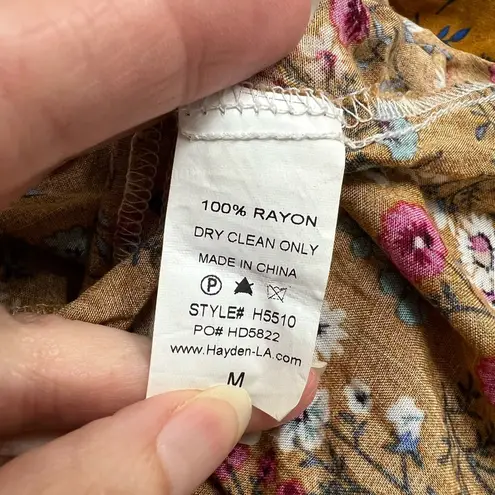 100% RAYON
DRY CLEAN ONLY
MADE IN CHINA
P
STYLE# H5510
PO# HD5822
www.Hayden-LA.com
M